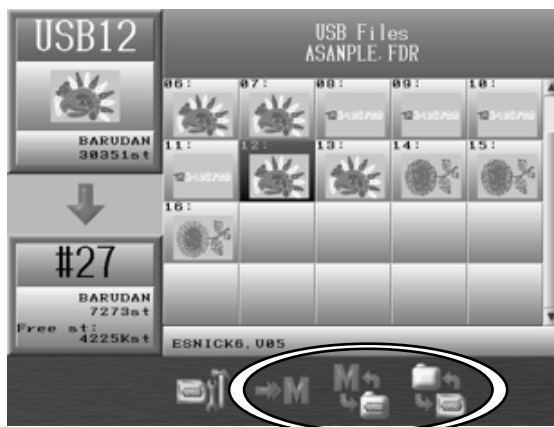 USB12
BARUDAN
30351st
#27
BARUDAN
7273st
Free st:
4225Kst
USB Files
ASANPLE.FDR
06: 07: 08: 09: 10:
11: 12: 13: 14: 15:
16:
ESNICK6.U05
M M